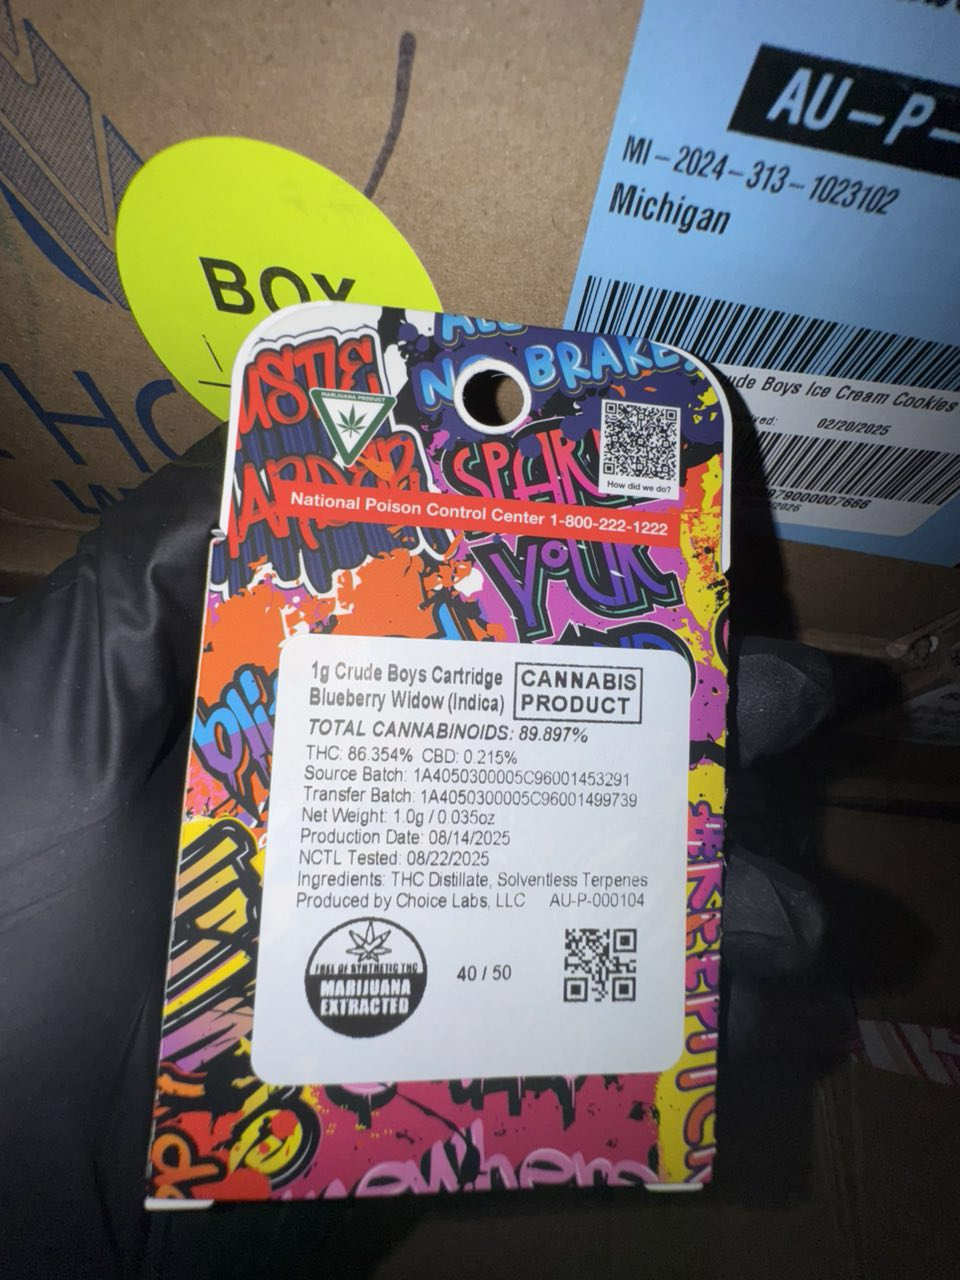 AU-P-
MI-2024-313-1023102
Michigan
BOX
ude Boys Ice Cream Cookies
02/20/2025
079000007666
NO BRAKE
MARIJUANA PRODUCT
How did we do?
National Poison Control Center 1-800-222-1222
YOUR
1g Crude Boys Cartridge
Blueberry Widow (Indica)
CANNABIS
PRODUCT
TOTAL CANNABINOIDS: 89.897%
THC: 86.354% CBD: 0.215%
Source Batch: 1A4050300005C96001453291
Transfer Batch: 1A4050300005C96001499739
Net Weight: 1.0g / 0.035oz
Production Date: 08/14/2025
NCTL Tested: 08/22/2025
Ingredients: THC Distillate, Solventless Terpenes
Produced by Choice Labs, LLC AU-P-000104
FREE OF SYNTHETIC THC
MARIJUANA
EXTRACTED
40 / 50